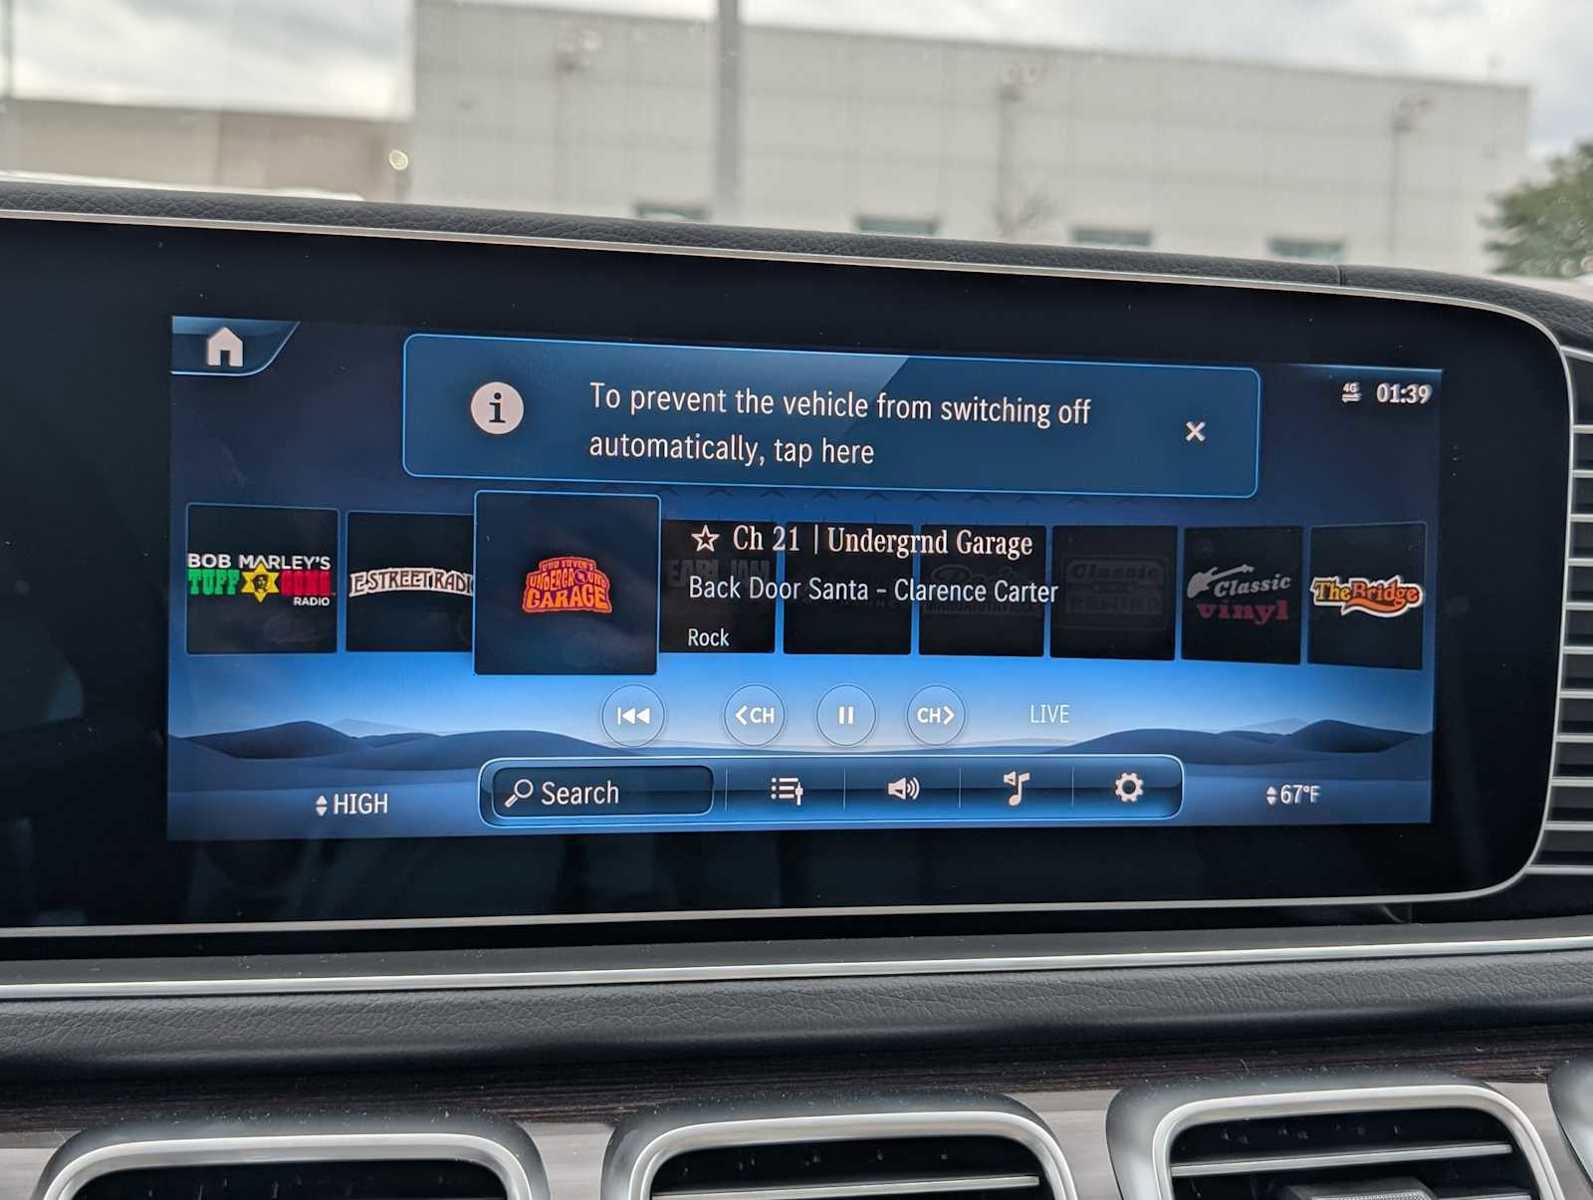 To prevent the vehicle from switching off
automatically, tap here
4G 01:39
BOB MARLEY'S
TUFF GONG
RADIO
E STREET RADIO
UNDERGROUND
GARAGE
Ch 21 | Undergrnd Garage
Back Door Santa - Clarence Carter
Rock
Classic
vinyl
The Bridge
<CH
CH>
LIVE
HIGH
Search
67°F